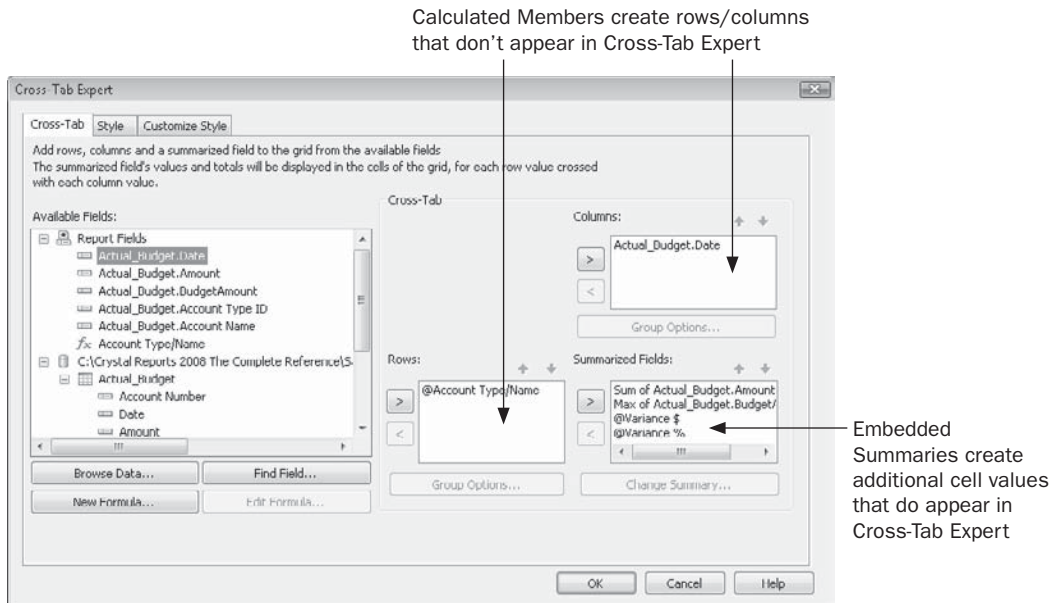 Calculated Members create rows/columns
that don't appear in Cross-Tab Expert
Cross-Tab Expert
Cross-Tab
Style
Customize Style
Add rows, columns and a summarized field to the grid from the available fields
The summarized field's values and totals will be displayed in the cells of the grid, for each row value crossed
with each column value.
Cross-Tab
Available Fields:
Columns:
Report Fields
Actual_Budget.Date
Actual_Budget.Amount
Actual_Budget.BudgetAmount
Actual_Budget.Account Type ID
Actual_Budget.Account Name
Account Type/Name
C:\Crystal Reports 2008 The Complete Reference\S
Actual_Budget
Account Number
Date
Amount
Actual_Budget.Date
>
<
Group Options...
Rows:
Summarized Fields:
@Account Type/Name
>
<
Sum of Actual_Budget.Amount
Max of Actual_Budget.Budget/
@Variance $
@Variance %
>
<
Browse Data...
Find Field...
Group Options...
Change Summary...
New Formula...
Edit Formula...
OK
Cancel
Help
Embedded
Summaries create
additional cell values
that do appear in
Cross-Tab Expert